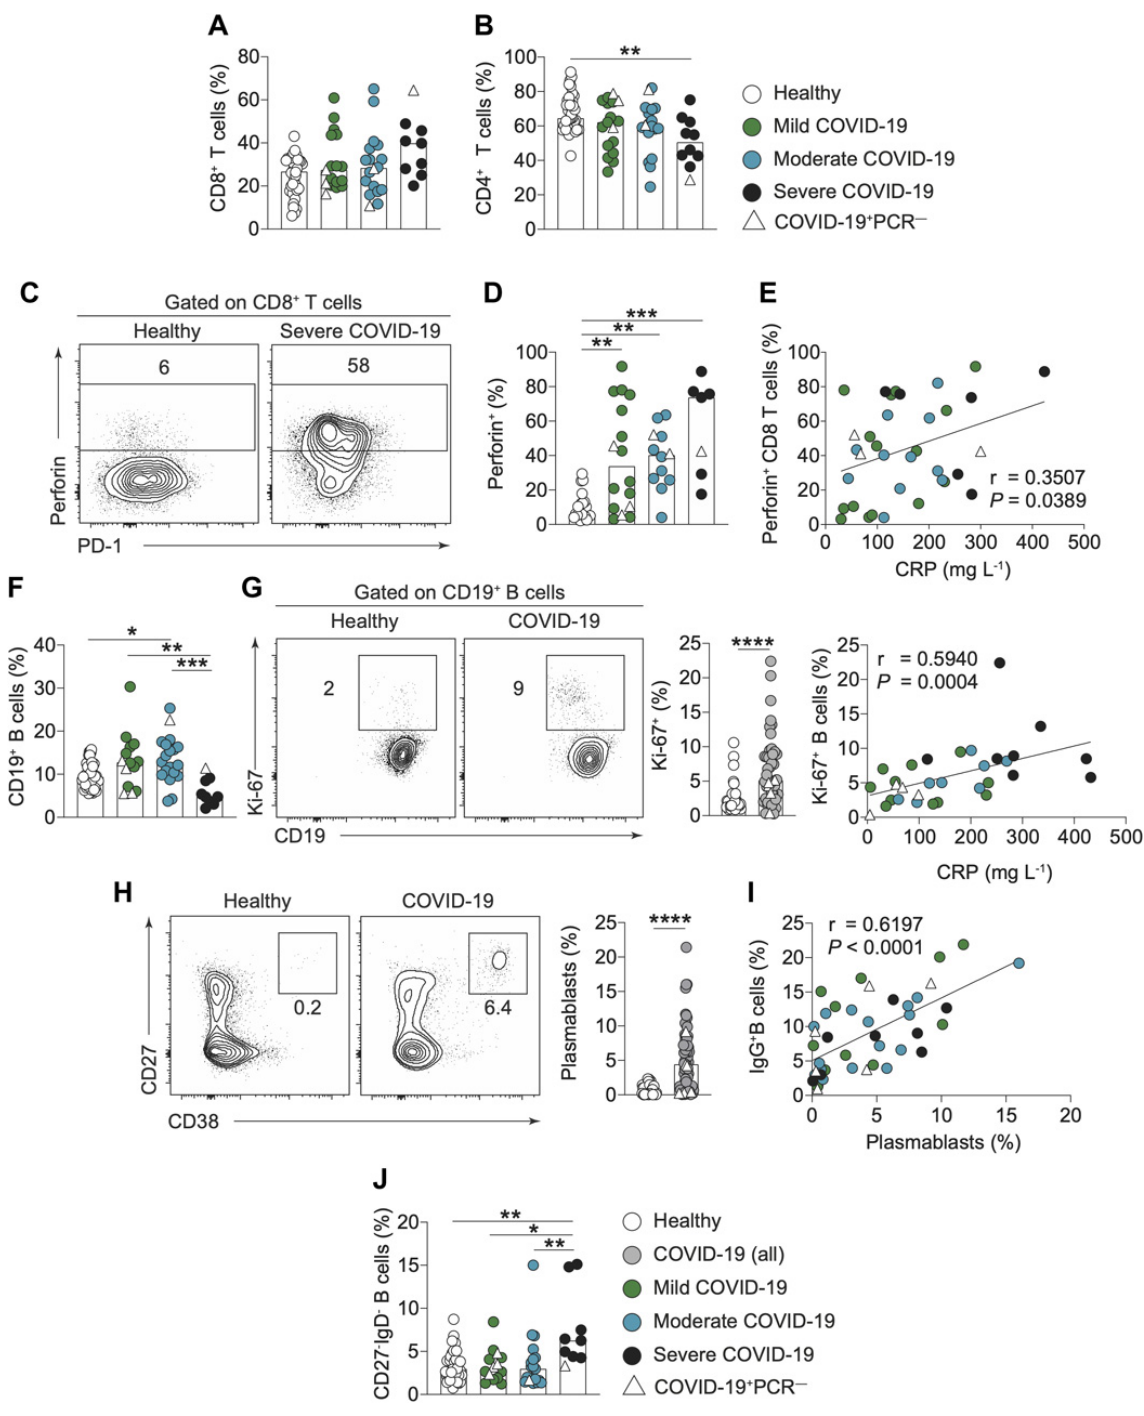 A
CD8⁺ T cells (%)
80
60
40
20
0
B
CD4⁺ T cells (%)
100
80
60
40
20
0
**
Healthy
Mild COVID-19
Moderate COVID-19
Severe COVID-19
COVID-19⁺PCR—
C
Gated on CD8⁺ T cells
Healthy
Severe COVID-19
6
58
Perforin
PD-1
D
***
**
**
Perforin⁺ (%)
100
80
60
40
20
0
E
Perforin⁺ CD8 T cells (%)
100
80
60
40
20
0
r = 0.3507
P = 0.0389
0 100 200 300 400 500
CRP (mg L⁻¹)
F
CD19⁺ B cells (%)
40
30
20
10
0
*
**
***
G
Gated on CD19⁺ B cells
Healthy
COVID-19
2
9
Ki-67
CD19
Ki-67⁺ (%)
25
20
15
10
5
0
****
Ki-67⁺ B cells (%)
25
20
15
10
5
0
r = 0.5940
P = 0.0004
0 100 200 300 400 500
CRP (mg L⁻¹)
H
Healthy
COVID-19
0.2
6.4
CD27
CD38
Plasmablasts (%)
25
20
15
10
5
0
****
I
IgG⁺B cells (%)
25
20
15
10
5
0
r = 0.6197
P < 0.0001
0 5 10 15 20
Plasmablasts (%)
J
CD27⁻IgD⁻ B cells (%)
20
15
10
5
0
**
*
**
Healthy
COVID-19 (all)
Mild COVID-19
Moderate COVID-19
Severe COVID-19
COVID-19⁺PCR—